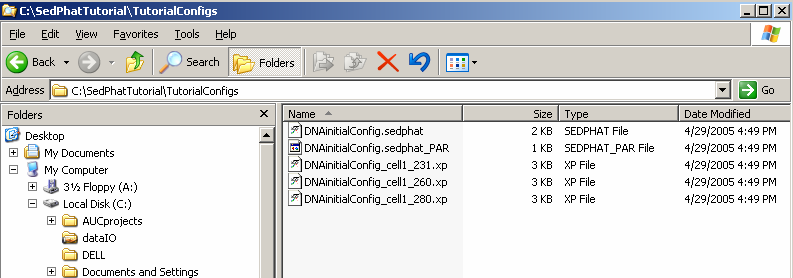 C:\SedPhatTutorial\TutorialConfigs
File Edit View Favorites Tools Help
Back Search Folders
Address C:\SedPhatTutorial\TutorialConfigs Go
Folders x Name Size Type Date Modified
Desktop
My Documents
My Computer
3½ Floppy (A:)
Local Disk (C:)
AUCprojects
dataIO
DELL
Documents and Settings
DNAinitialConfig.sedphat 2 KB SEDPHAT File 4/29/2005 4:49 PM
DNAinitialConfig.sedphat_PAR 1 KB SEDPHAT_PAR File 4/29/2005 4:49 PM
DNAinitialConfig_cell1_231.xp 3 KB XP File 4/29/2005 4:49 PM
DNAinitialConfig_cell1_260.xp 3 KB XP File 4/29/2005 4:49 PM
DNAinitialConfig_cell1_280.xp 3 KB XP File 4/29/2005 4:49 PM